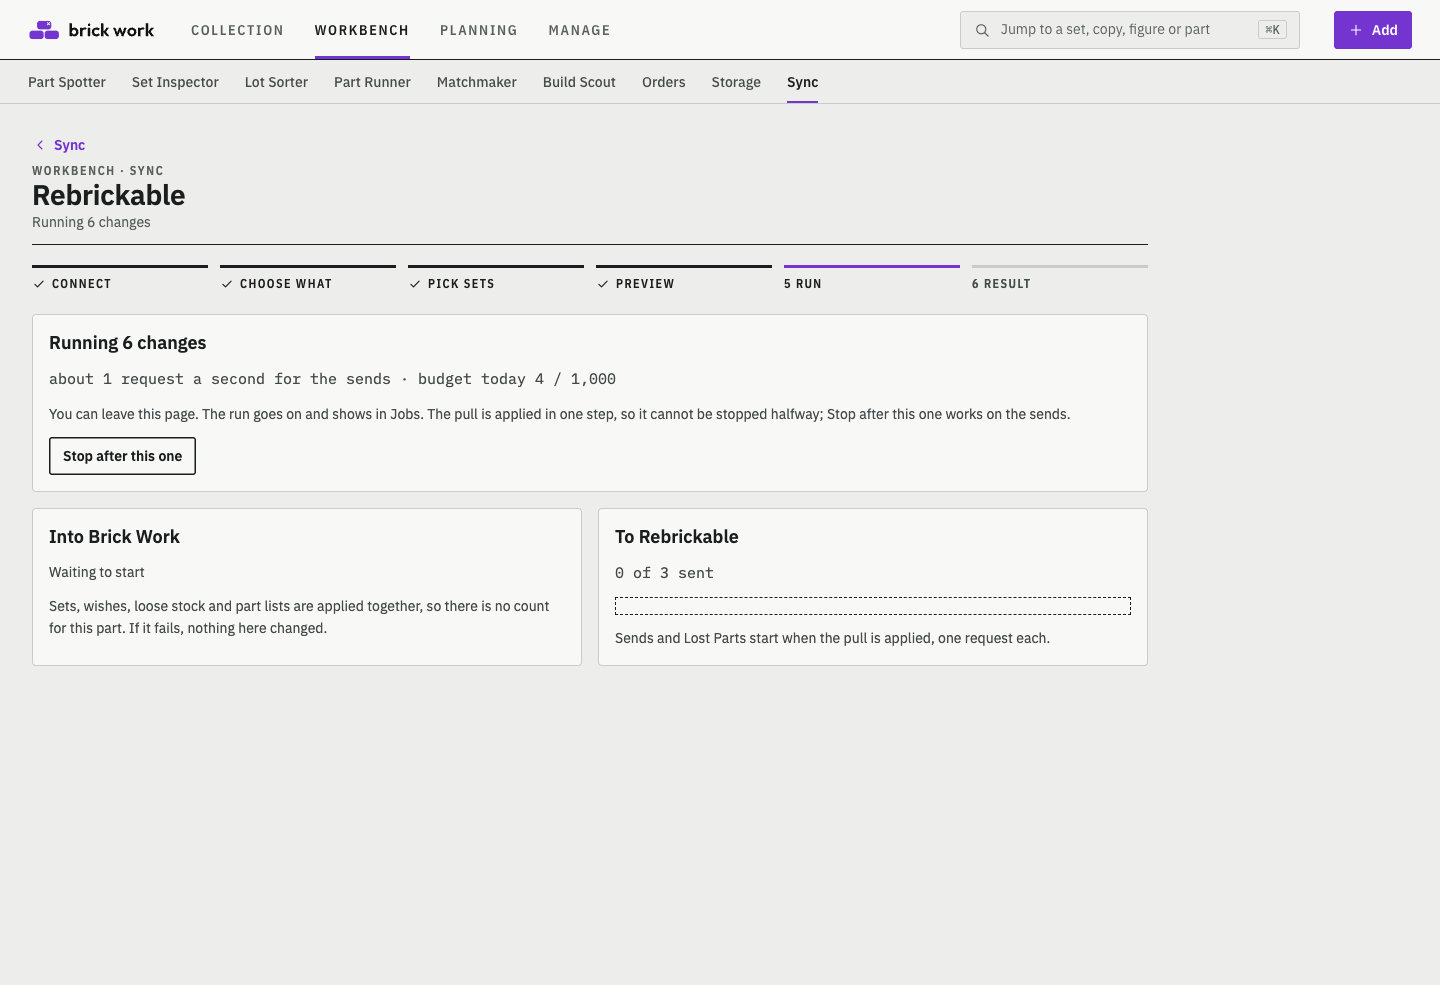 brick work
COLLECTION
WORKBENCH
PLANNING
MANAGE
Jump to a set, copy, figure or part
⌘K
+ Add
Part Spotter
Set Inspector
Lot Sorter
Part Runner
Matchmaker
Build Scout
Orders
Storage
Sync
Sync
WORKBENCH · SYNC
Rebrickable
Running 6 changes
CONNECT
CHOOSE WHAT
PICK SETS
PREVIEW
5 RUN
6 RESULT
Running 6 changes
about 1 request a second for the sends · budget today 4 / 1,000
You can leave this page. The run goes on and shows in Jobs. The pull is applied in one step, so it cannot be stopped halfway; Stop after this one works on the sends.
Stop after this one
Into Brick Work
Waiting to start
Sets, wishes, loose stock and part lists are applied together, so there is no count
for this part. If it fails, nothing here changed.
To Rebrickable
0 of 3 sent
Sends and Lost Parts start when the pull is applied, one request each.